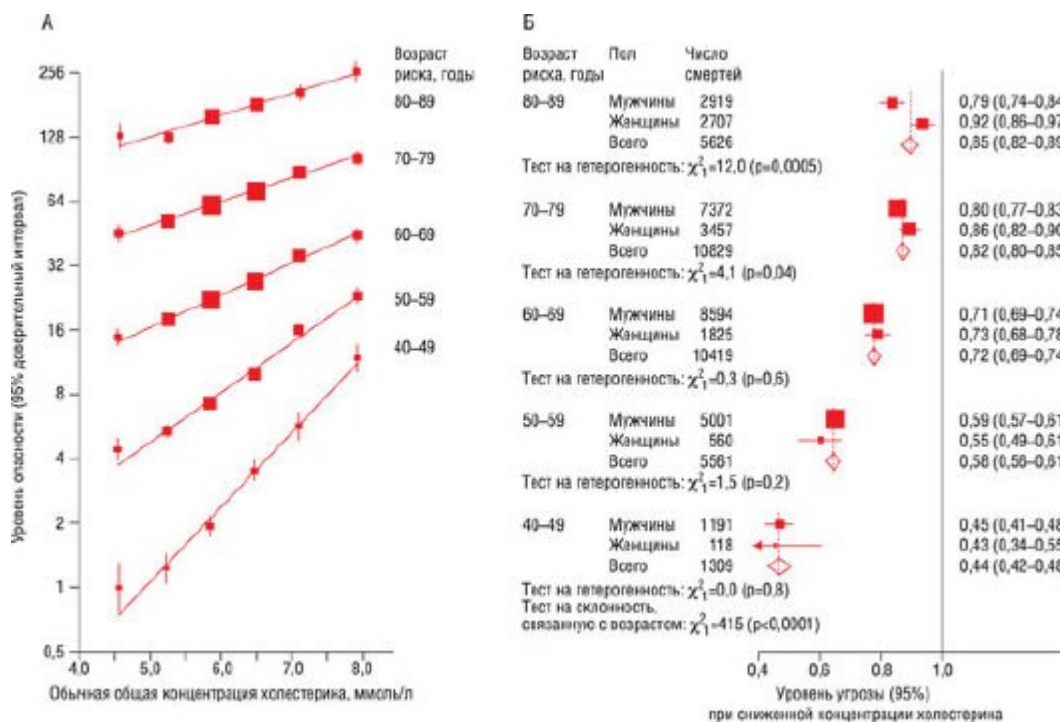 А
Уровень опасности (95% доверительный интервал)
256
128
64
32
16
8
4
2
1
0,5
4,0 5,0 6,0 7,0 8,0
Обычная общая концентрация холестерина, ммоль/л
Возраст
риска, годы
80–89
70–79
60–69
50–59
40–49
Б
Возраст Пол Число
риска, годы смертей
80–89 Мужчины 2919 0,79 (0,74–0,84
Женщины 2707 0,92 (0,86–0,97
Всего 5626 0,85 (0,82–0,89
Тест на гетерогенность: χ²₁=12,0 (p=0,0005)
70–79 Мужчины 7372 0,80 (0,77–0,83
Женщины 3457 0,86 (0,82–0,90
Всего 10829 0,82 (0,80–0,85
Тест на гетерогенность: χ²₁=4,1 (p=0,04)
60–69 Мужчины 8594 0,71 (0,69–0,74
Женщины 1825 0,73 (0,68–0,78
Всего 10419 0,72 (0,69–0,74
Тест на гетерогенность: χ²₁=0,3 (p=0,6)
50–59 Мужчины 5001 0,59 (0,57–0,61
Женщины 560 0,55 (0,49–0,61
Всего 5561 0,58 (0,56–0,61
Тест на гетерогенность: χ²₁=1,5 (p=0,2)
40–49 Мужчины 1191 0,45 (0,41–0,48
Женщины 118 0,43 (0,34–0,55
Всего 1309 0,44 (0,42–0,48
Тест на гетерогенность: χ²₁=0,0 (p=0,8)
Тест на склонность,
связанную с возрастом: χ²₁=415 (p<0,0001)
0,4 0,6 0,8 1,0
Уровень угрозы (95%)
при сниженной концентрации холестерина